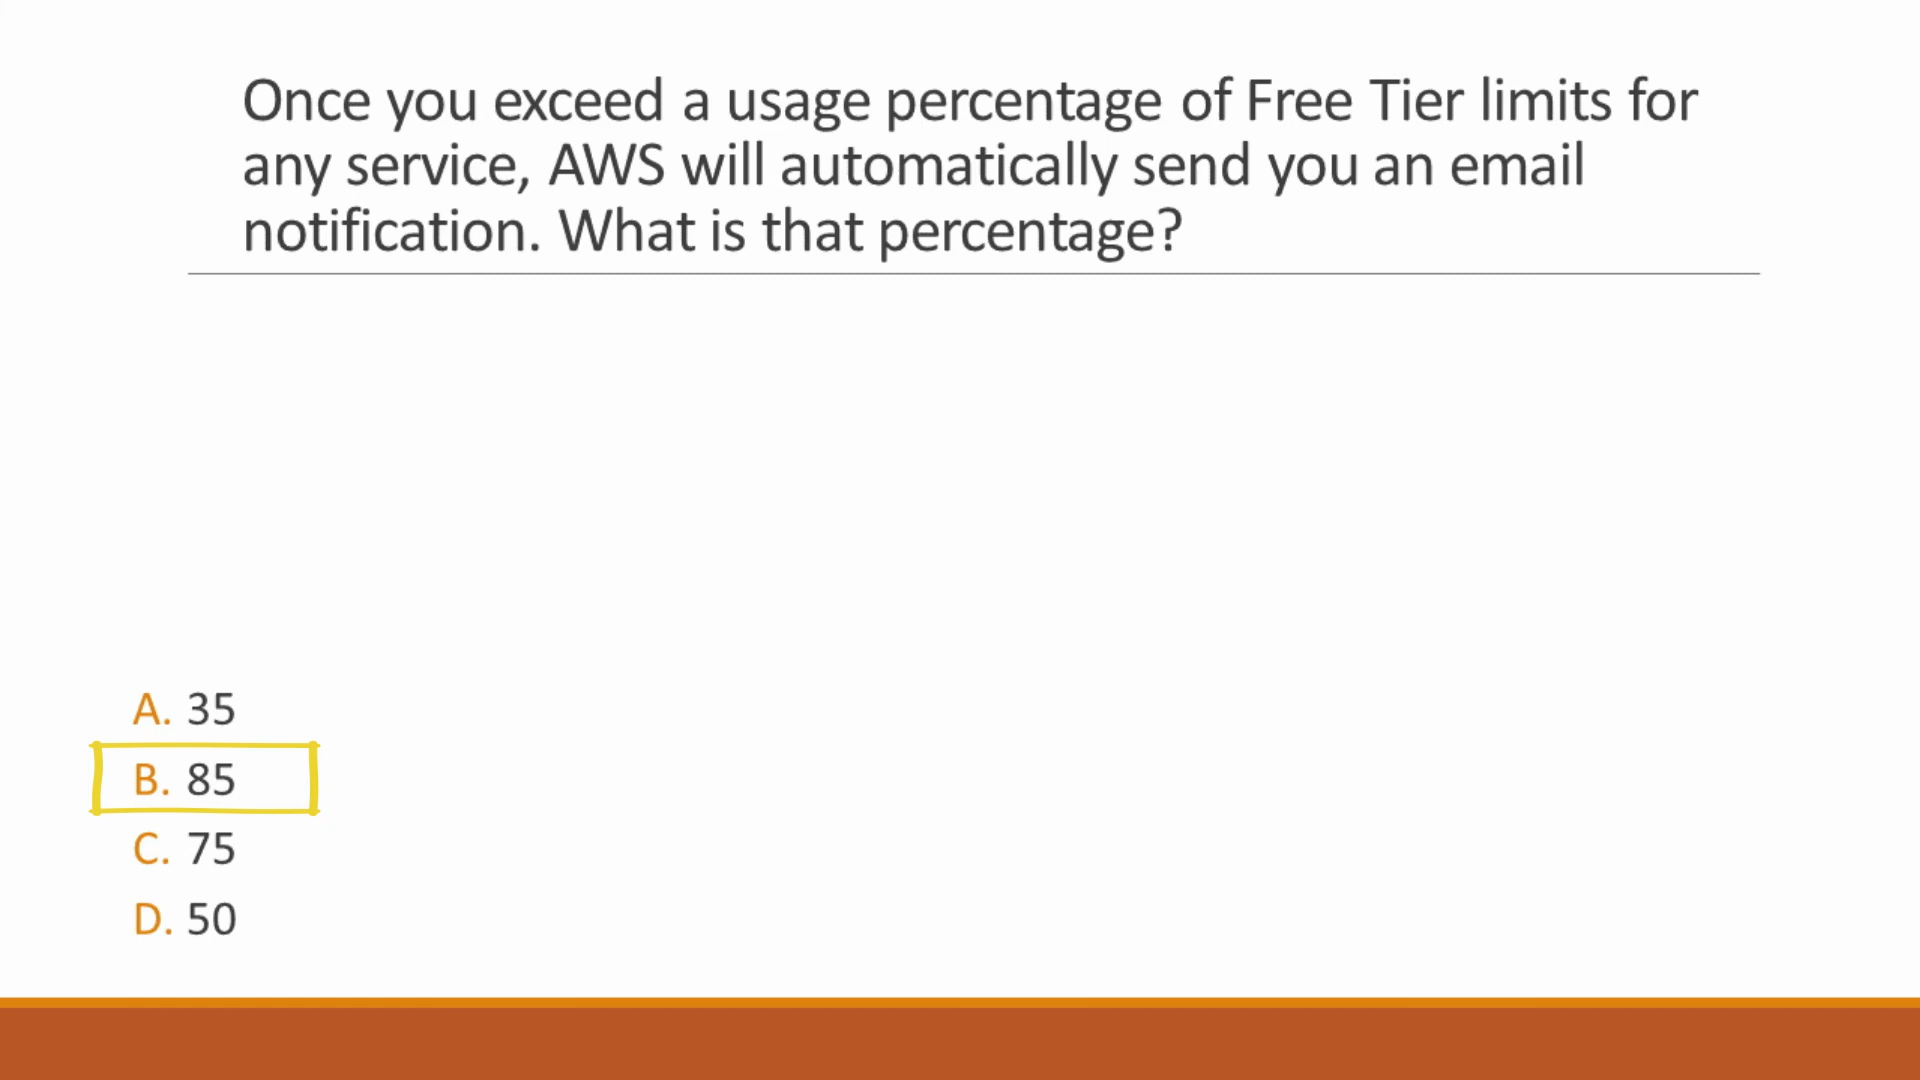 Once you exceed a usage percentage of Free Tier limits for
any service, AWS will automatically send you an email
notification. What is that percentage?
A. 35
B. 85
C. 75
D. 50